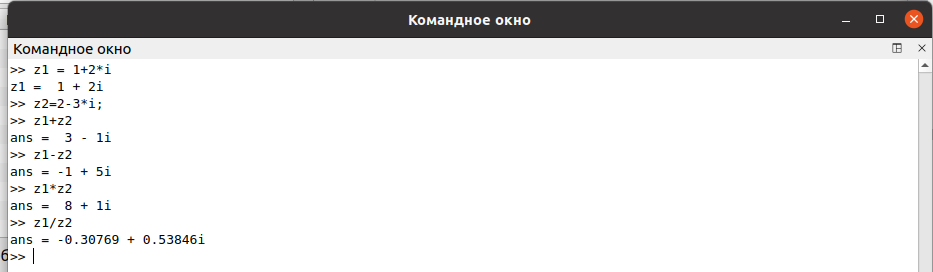 Командное окно
Командное окно
>> z1 = 1+2*i
z1 =  1 + 2i
>> z2=2-3*i;
>> z1+z2
ans =  3 - 1i
>> z1-z2
ans = -1 + 5i
>> z1*z2
ans =  8 + 1i
>> z1/z2
ans = -0.30769 + 0.53846i
>>